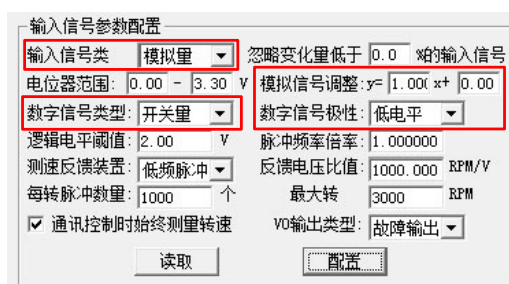 输入信号参数配置
输入信号类 模拟量 忽略变化量低于 0.0 %的输入信号
电位器范围: 0.00 - 3.30 V 模拟信号调整:y= 1.00( x+ 0.00
数字信号类型: 开关量 数字信号极性: 低电平
逻辑电平阈值: 2.00 V 脉冲频率倍率: 1.000000
测速反馈装置: 低频脉冲 反馈电压比值: 1000.000 RPM/V
每转脉冲数量: 1000 个 最大转 3000 RPM
通讯控制时始终测量转速 VO输出类型: 故障输出
读取 配置